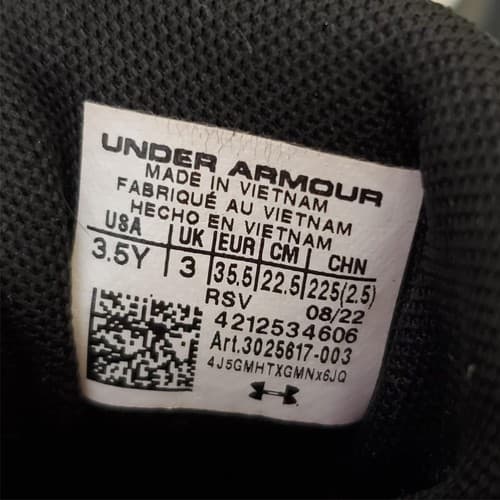 UNDER ARMOUR
MADE IN VIETNAM
FABRIQUÉ AU VIETNAM
HECHO EN VIETNAM
USA UK EUR CM CHN
3.5Y 3 35.5 22.5 225(2.5)
RSV 08/22
4212534606
Art.3025617-003
4J5GMHTXGMNx6JQ